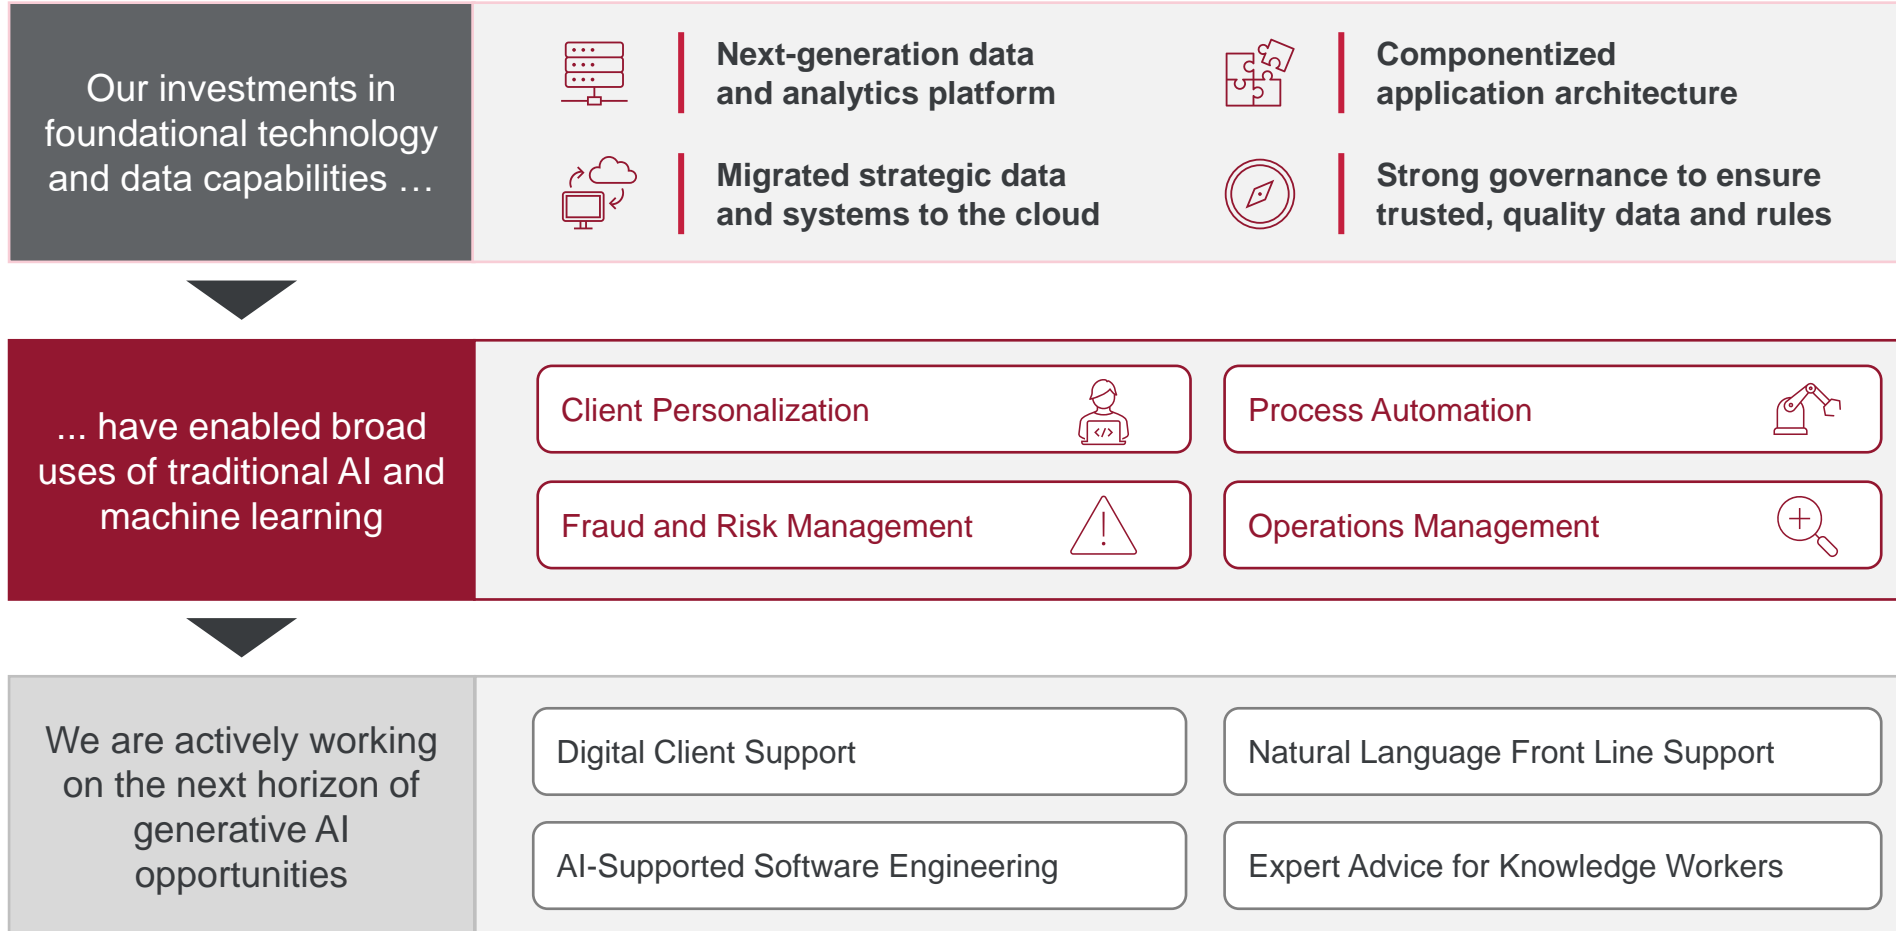 Our investments in
foundational technology
and data capabilities …
Next-generation data
and analytics platform
Componentized
application architecture
Migrated strategic data
and systems to the cloud
Strong governance to ensure
trusted, quality data and rules
... have enabled broad
uses of traditional AI and
machine learning
Client Personalization
</>
Process Automation
Fraud and Risk Management
Operations Management
We are actively working
on the next horizon of
generative AI
opportunities
Digital Client Support
Natural Language Front Line Support
AI-Supported Software Engineering
Expert Advice for Knowledge Workers